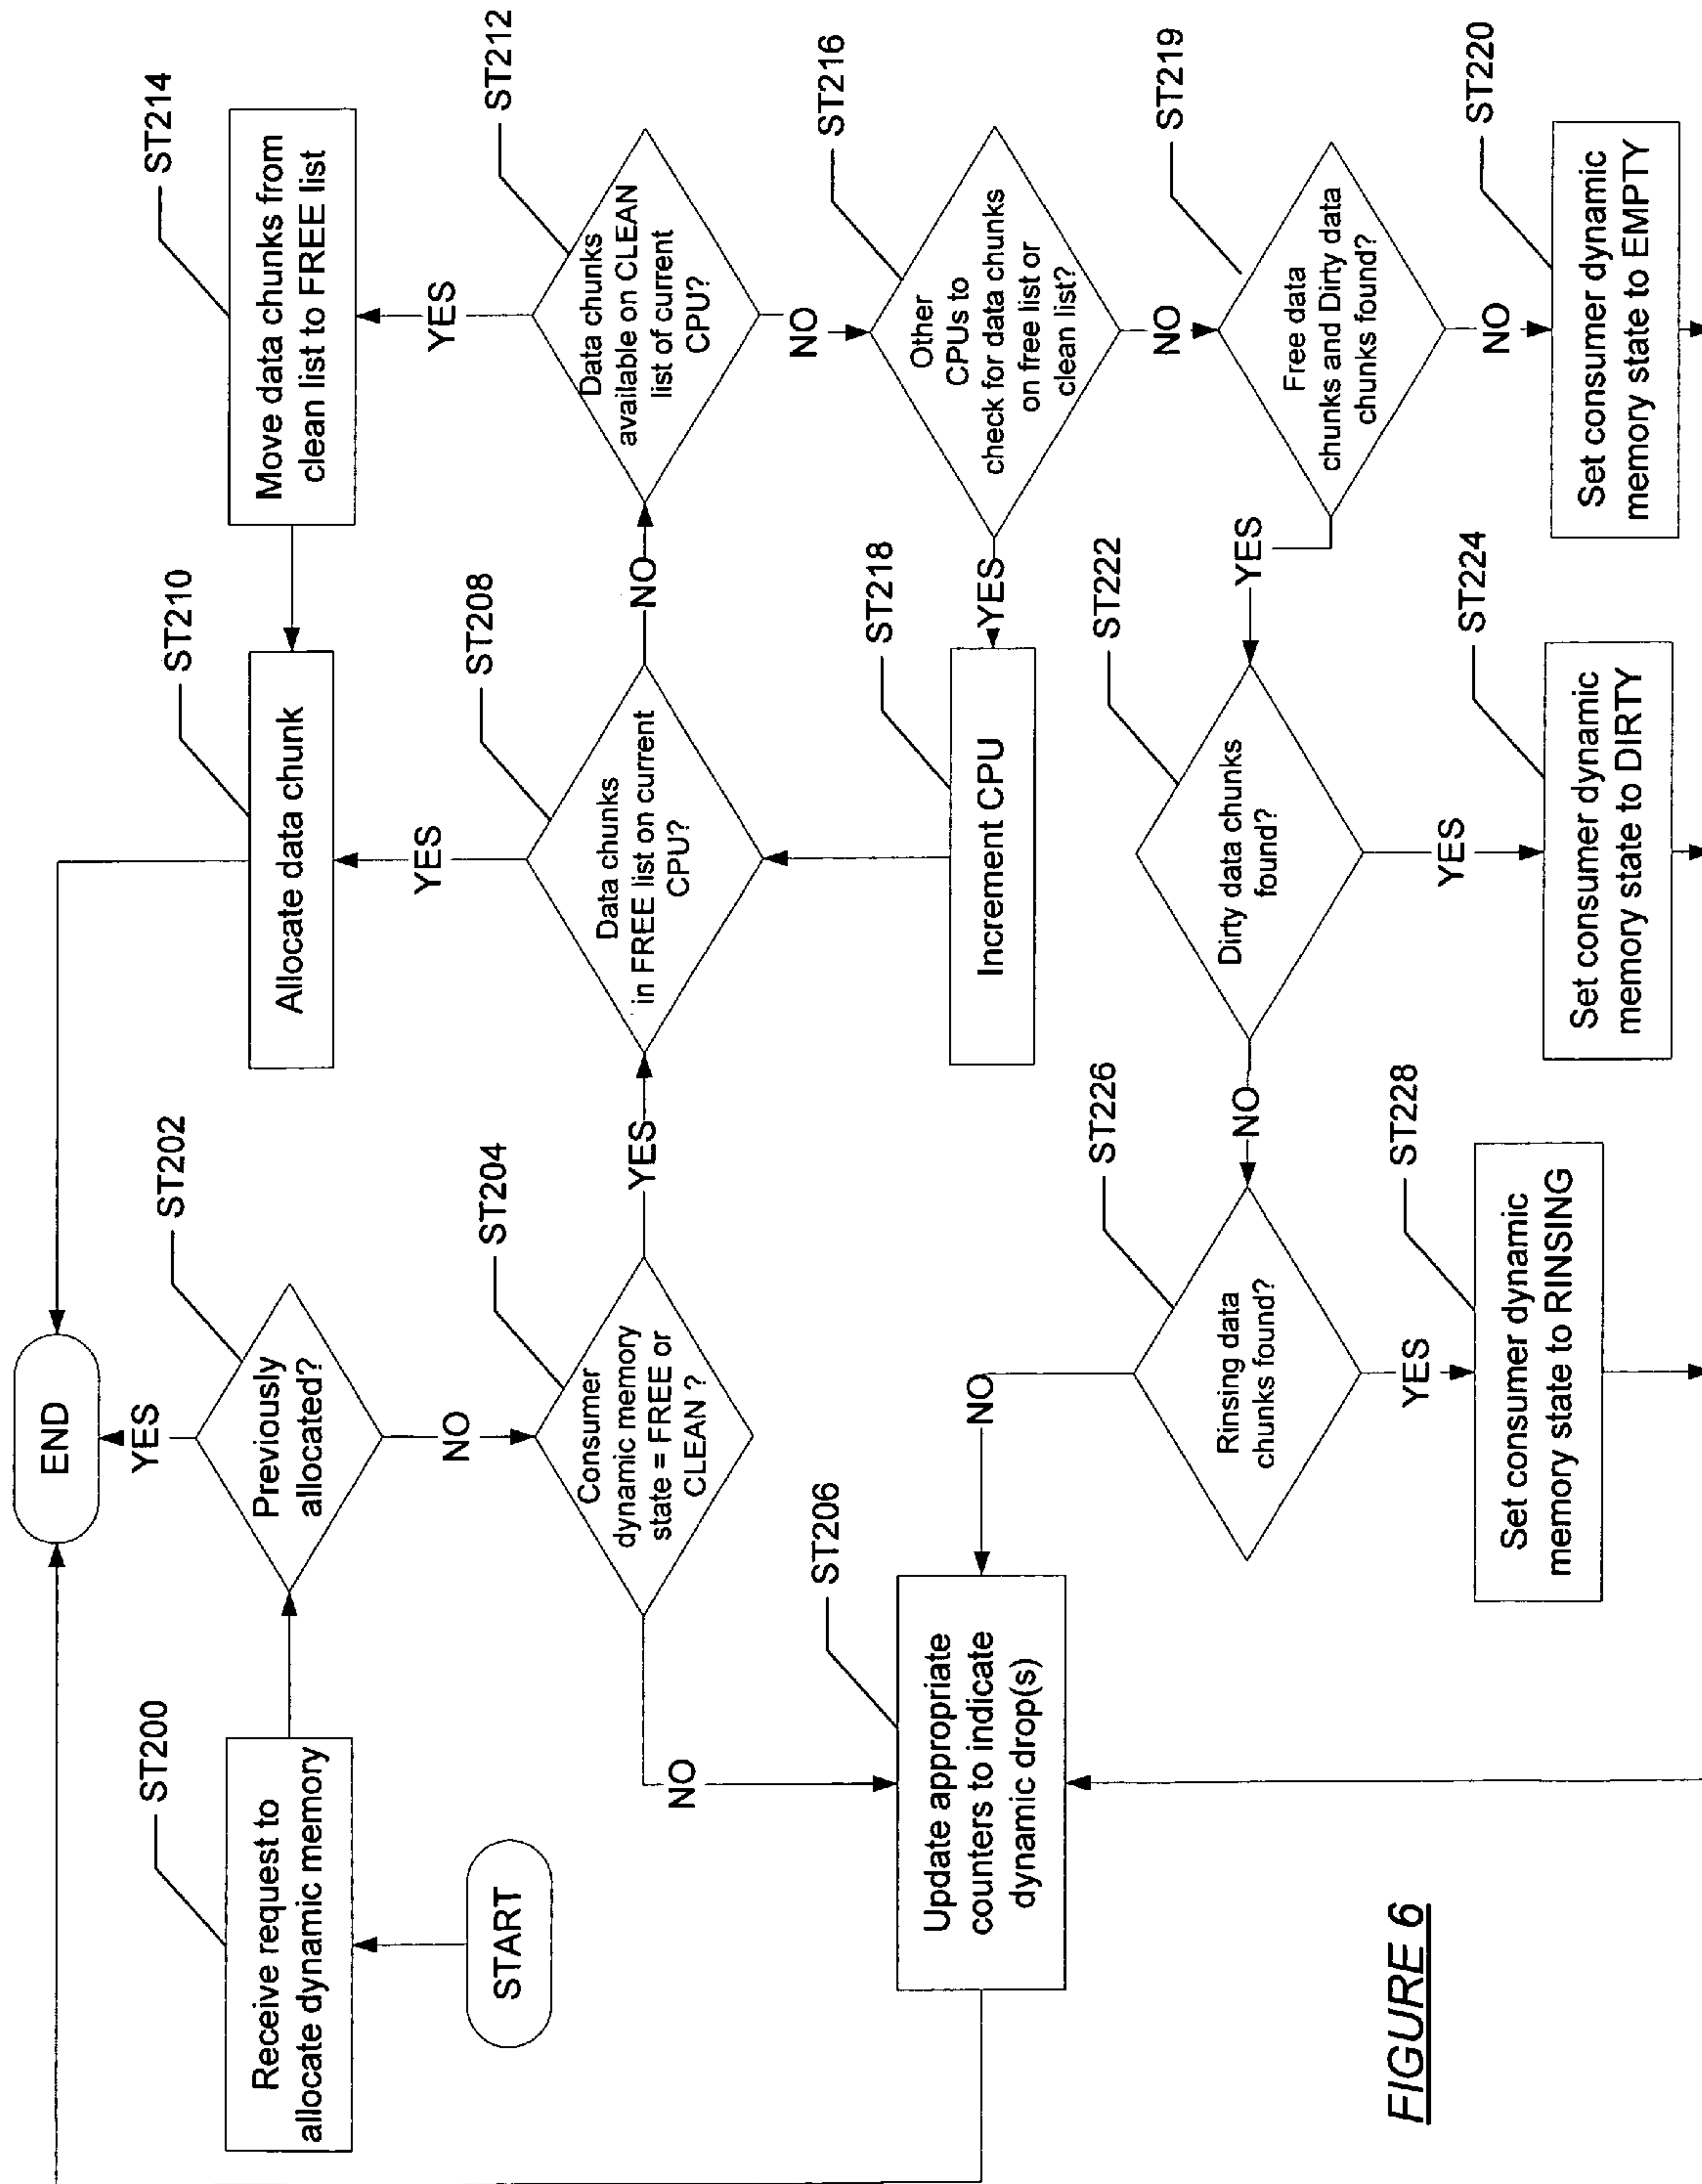 START
ST200
Receive request to
allocate dynamic memory
ST202
Previously
allocated?
YES
END
NO
ST204
Consumer
dynamic memory
state = FREE or
CLEAN ?
NO
YES
ST206
Update appropriate
counters to indicate
dynamic drop(s)
ST208
Data chunks
in FREE list on current
CPU?
YES
NO
ST210
Allocate data chunk
ST212
Data chunks
available on CLEAN
list of current
CPU?
YES
NO
ST214
Move data chunks from
clean list to FREE list
ST216
Other
CPUs to
check for data chunks
on free list or
clean list?
YES
NO
ST218
Increment CPU
ST219
Free data
chunks and Dirty data
chunks found?
YES
NO
ST220
Set consumer dynamic
memory state to EMPTY
ST222
Dirty data chunks
found?
YES
NO
ST224
Set consumer dynamic
memory state to DIRTY
ST226
Rinsing data
chunks found?
NO
YES
ST228
Set consumer dynamic
memory state to RINSING
FIGURE 6